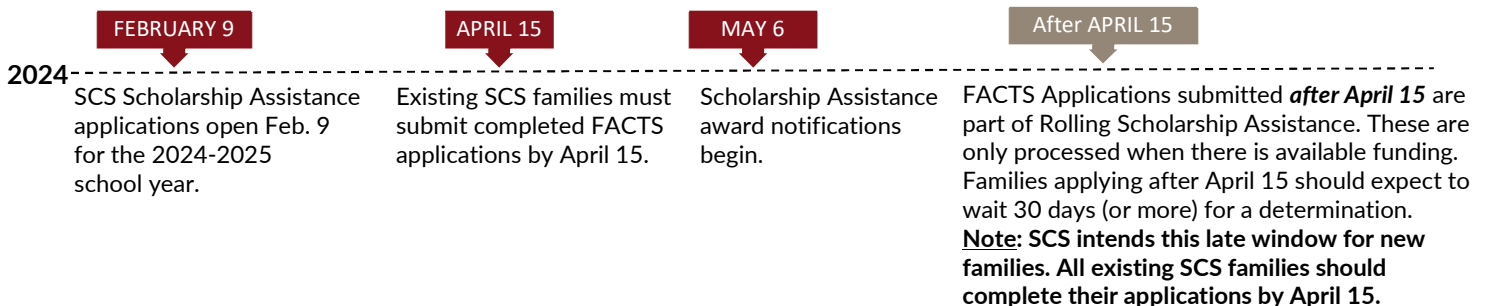 FEBRUARY 9
APRIL 15
MAY 6
After APRIL 15
2024
SCS Scholarship Assistance
applications open Feb. 9
for the 2024-2025
school year.
Existing SCS families must
submit completed FACTS
applications by April 15.
Scholarship Assistance
award notifications
begin.
FACTS Applications submitted after April 15 are
part of Rolling Scholarship Assistance. These are
only processed when there is available funding.
Families applying after April 15 should expect to
wait 30 days (or more) for a determination.
Note: SCS intends this late window for new
families. All existing SCS families should
complete their applications by April 15.